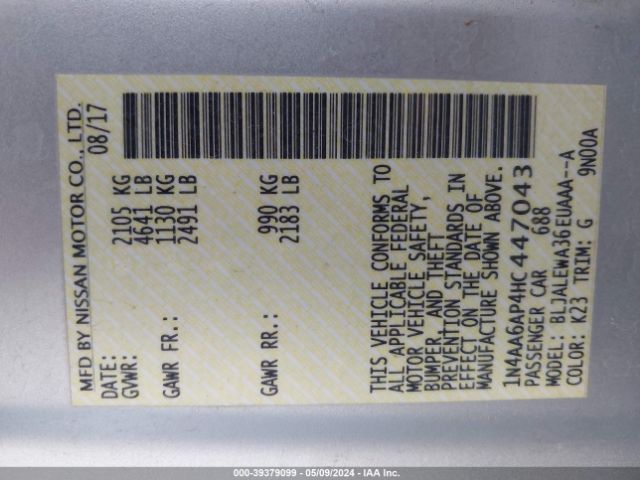 MFD BY NISSAN MOTOR CO., LTD.
DATE: 08/17
GVWR: 2105 KG
4641 LB
GAWR FR.: 1130 KG
2491 LB
GAWR RR.: 990 KG
2183 LB
THIS VEHICLE CONFORMS TO
ALL APPLICABLE FEDERAL
MOTOR VEHICLE SAFETY,
BUMPER, AND THEFT
PREVENTION STANDARDS IN
EFFECT ON THE DATE OF
MANUFACTURE SHOWN ABOVE.
1N4AA6AP4HC447043
PASSENGER CAR 688
MODEL: BLJALEWA36EUAAA--A
COLOR: K23 TRIM: G 9N00A
000-39379099 - 05/09/2024 - IAA Inc.